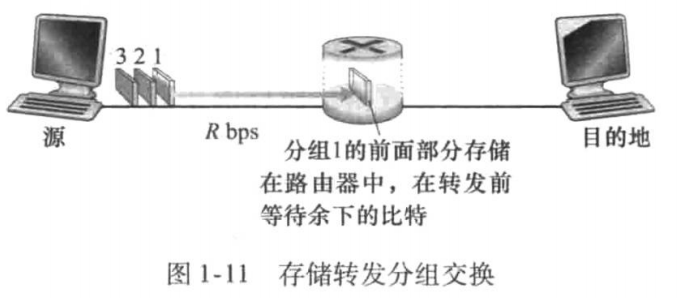 3 2 1
源
R bps
目的地
分组1的前面部分存储
在路由器中，在转发前
等待余下的比特
图 1-11 存储转发分组交换